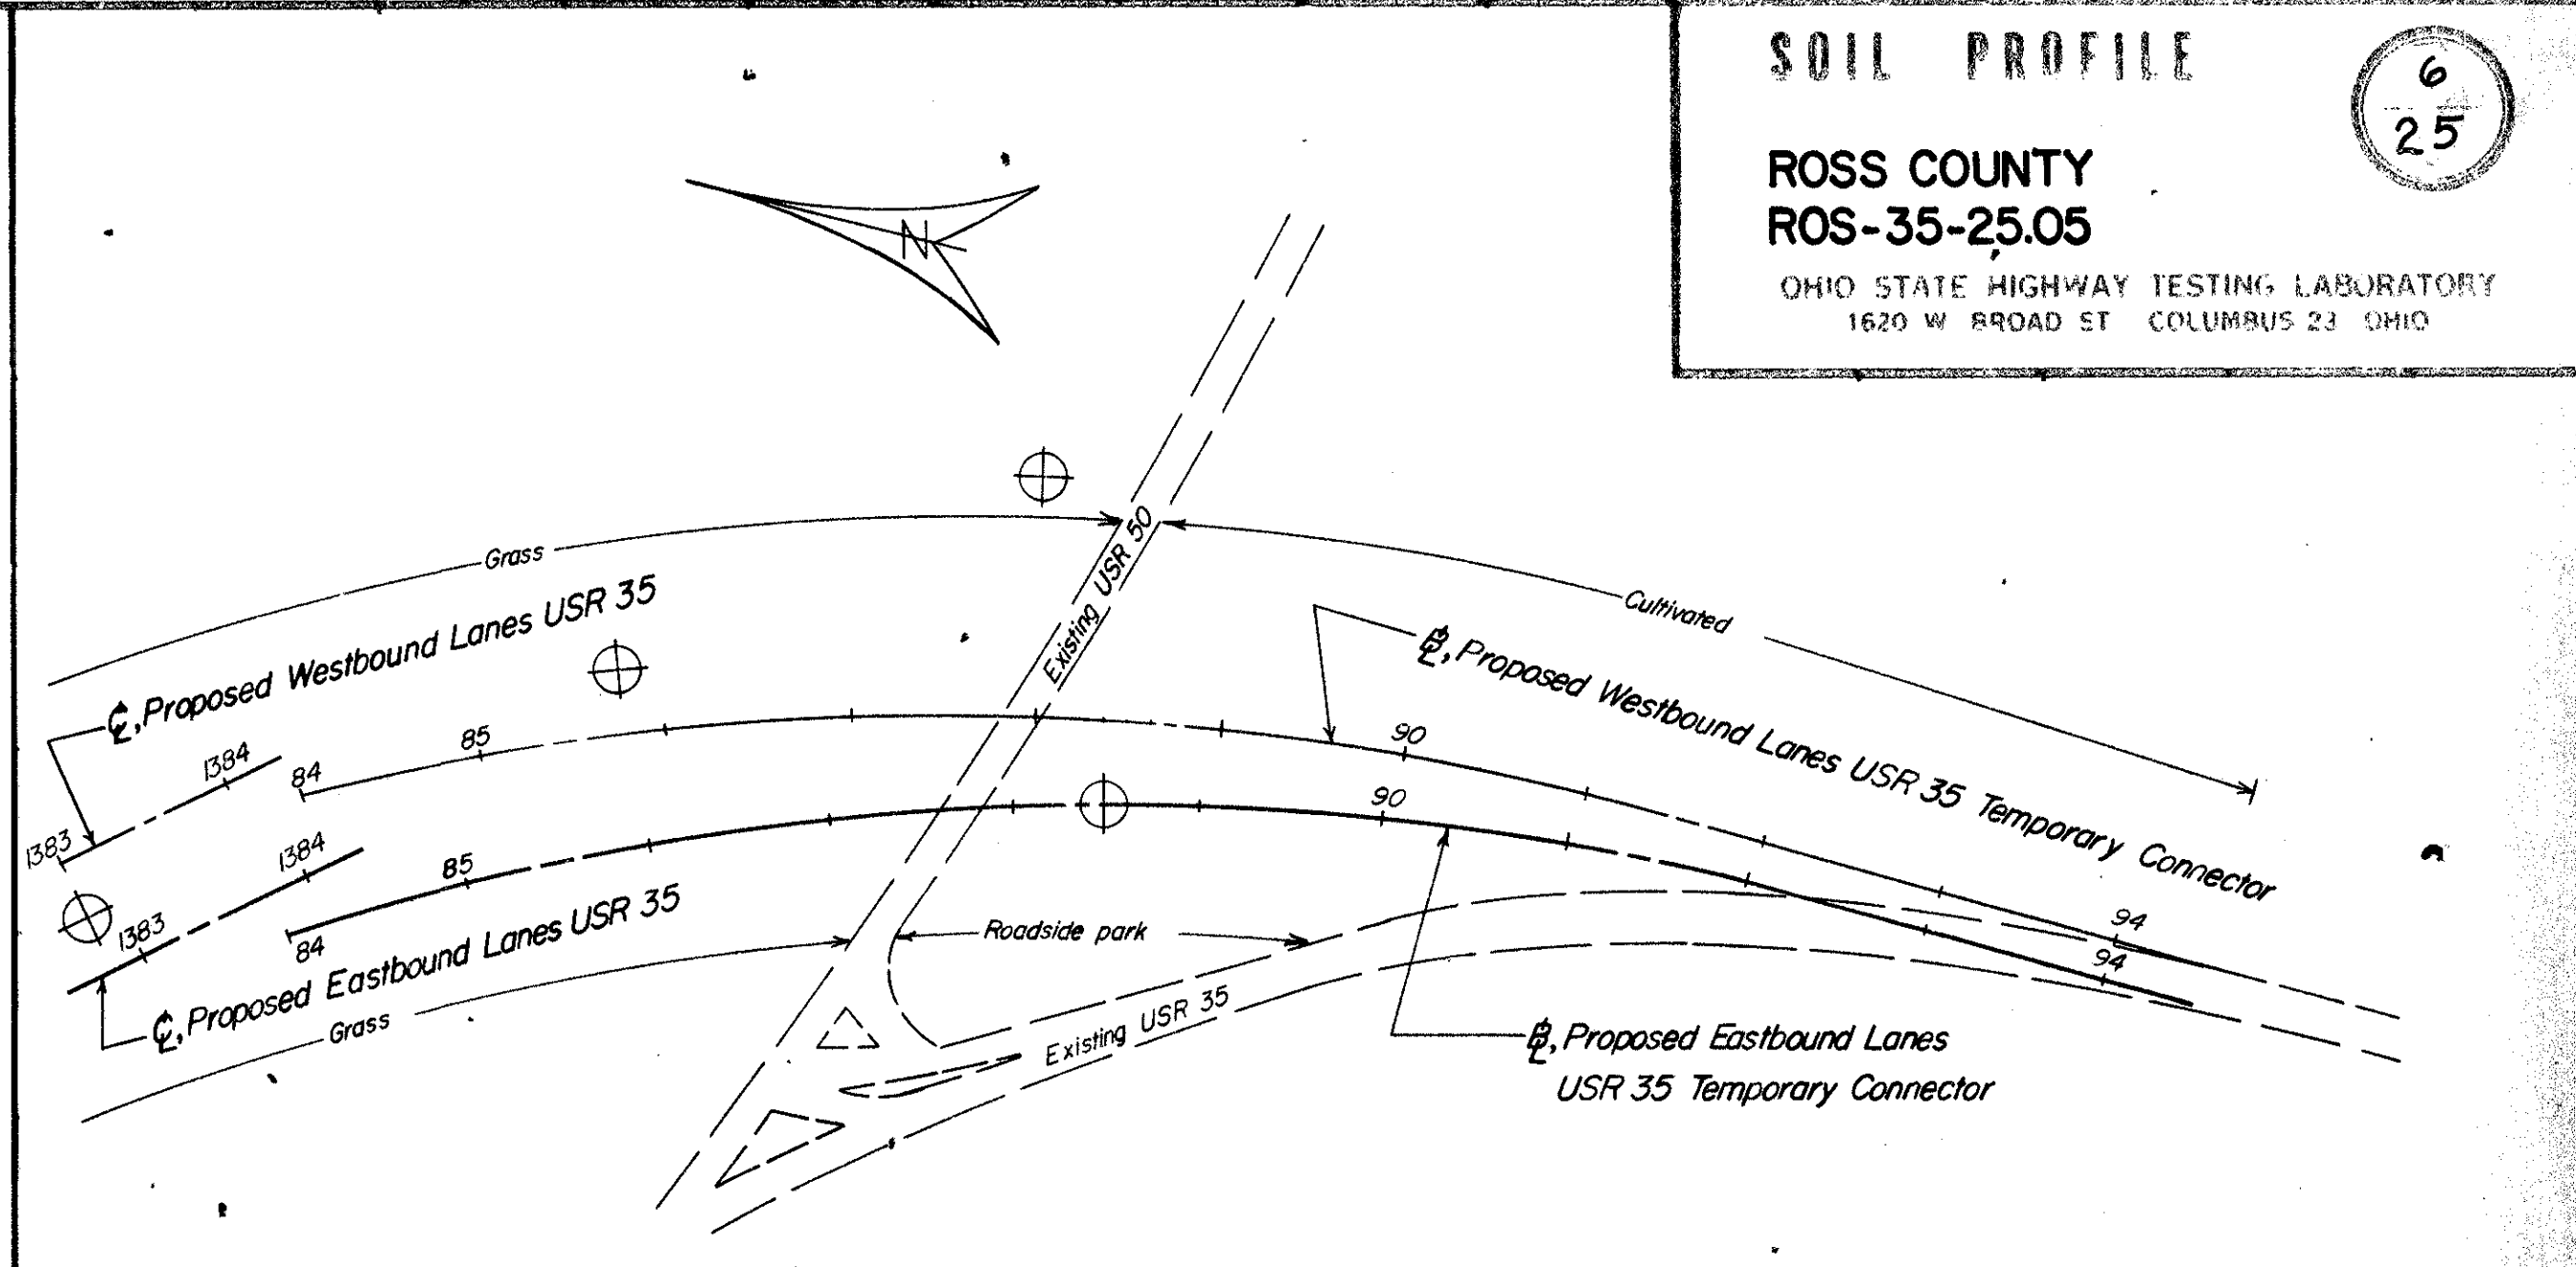 SOIL PROFILE
6
25
ROSS COUNTY
ROS-35-25.05
OHIO STATE HIGHWAY TESTING LABORATORY
1620 W BROAD ST COLUMBUS 23 OHIO
N
Grass
Existing USR 50
Cultivated
℄, Proposed Westbound Lanes USR 35
Proposed Westbound Lanes USR 35 Temporary Connector
1383
1384
84
85
90
94
1383
1384
84
85
90
94
℄, Proposed Eastbound Lanes USR 35
Grass
Roadside park
Existing USR 35
Proposed Eastbound Lanes
USR 35 Temporary Connector